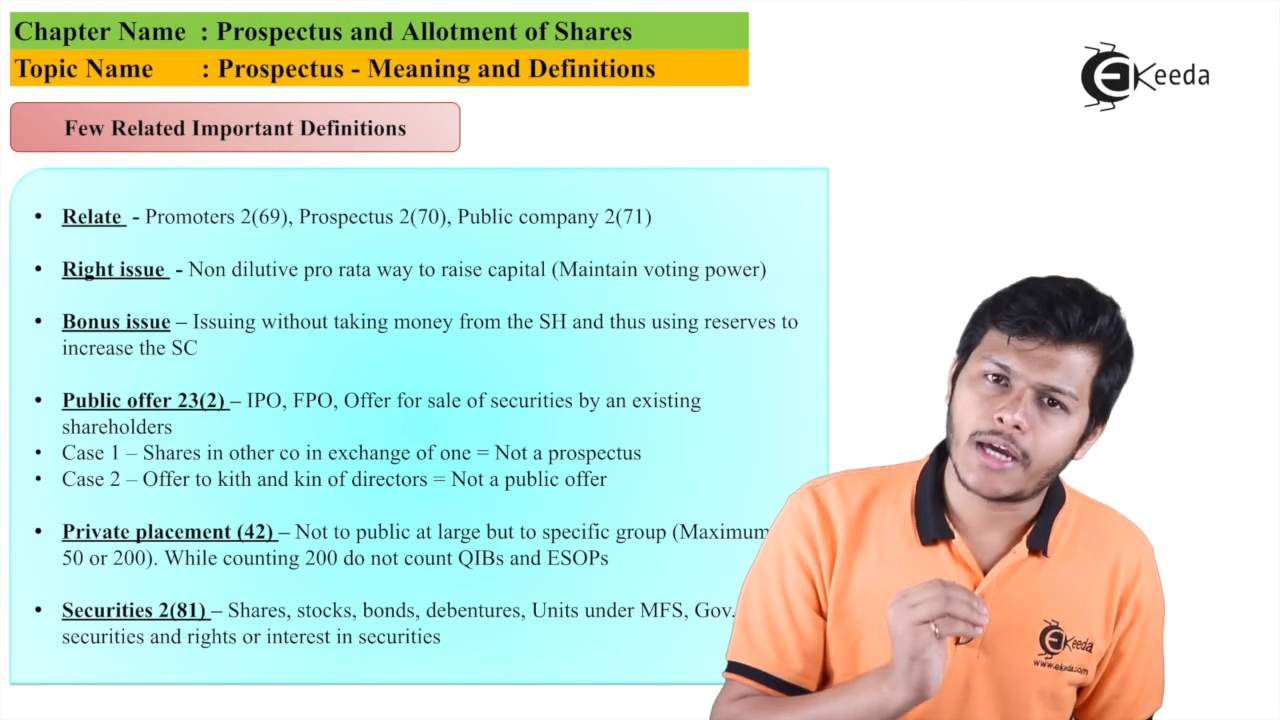 Chapter Name : Prospectus and Allotment of Shares
Topic Name : Prospectus - Meaning and Definitions
Keeda
Few Related Important Definitions
• Relate - Promoters 2(69), Prospectus 2(70), Public company 2(71)
• Right issue - Non dilutive pro rata way to raise capital (Maintain voting power)
• Bonus issue – Issuing without taking money from the SH and thus using reserves to
increase the SC
• Public offer 23(2) – IPO, FPO, Offer for sale of securities by an existing
shareholders
• Case 1 – Shares in other co in exchange of one = Not a prospectus
• Case 2 – Offer to kith and kin of directors = Not a public offer
• Private placement (42) – Not to public at large but to specific group (Maximum
50 or 200). While counting 200 do not count QIBs and ESOPs
• Securities 2(81) – Shares, stocks, bonds, debentures, Units under MFS, Gov.
securities and rights or interest in securities
Keeda
www.ekeeda.com